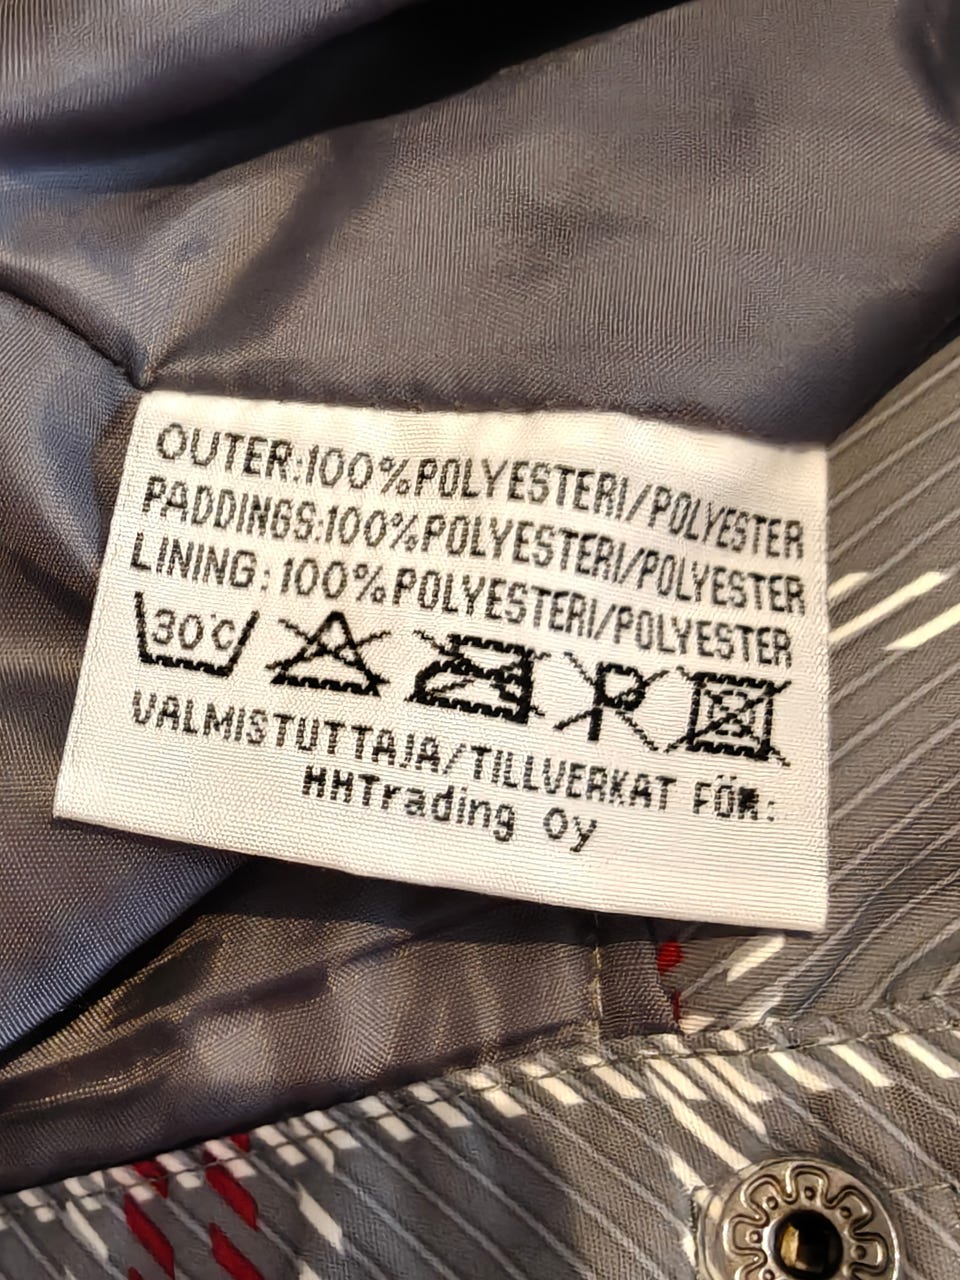 OUTER:100%POLYESTERI/POLYESTER
PADDINGS:100%POLYESTERI/POLYESTER
LINING:100%POLYESTERI/POLYESTER
30°C P
VALMISTUTTAJA/TILLVERKAT FÖR:
HHTrading Oy